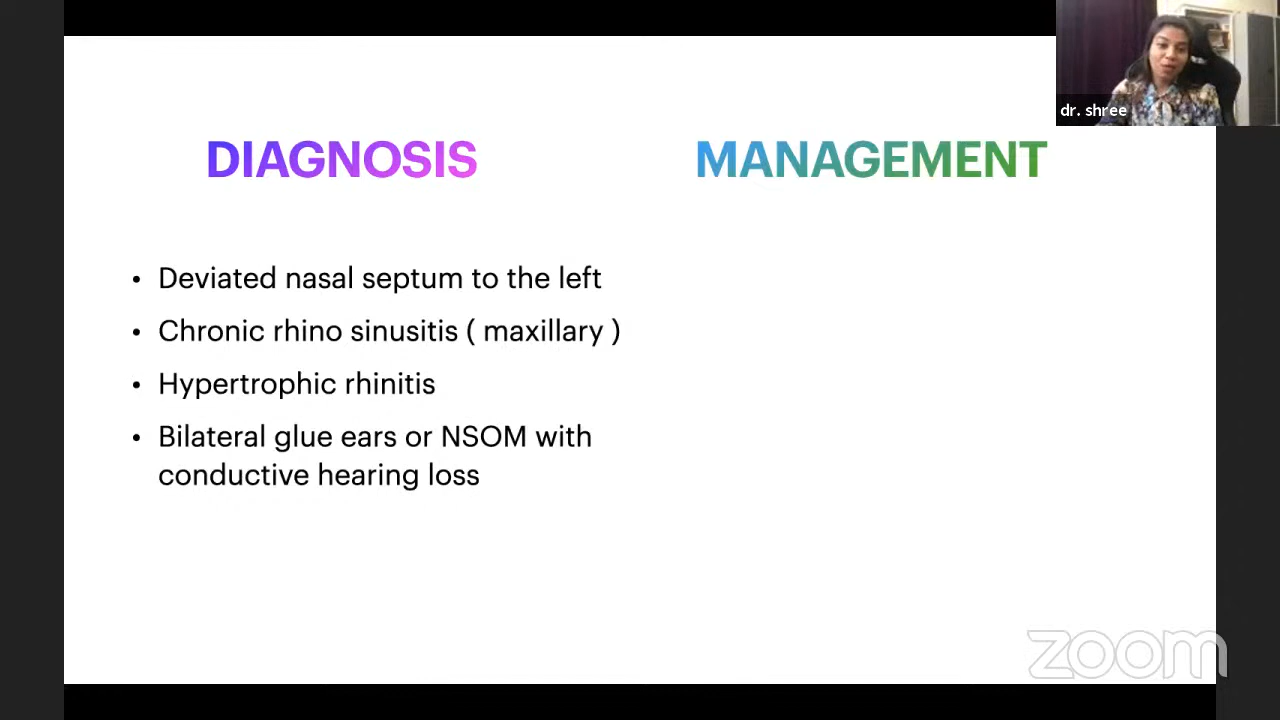 dr. shree
DIAGNOSIS
MANAGEMENT
• Deviated nasal septum to the left
• Chronic rhino sinusitis ( maxillary )
• Hypertrophic rhinitis
• Bilateral glue ears or NSOM with
conductive hearing loss
zoom